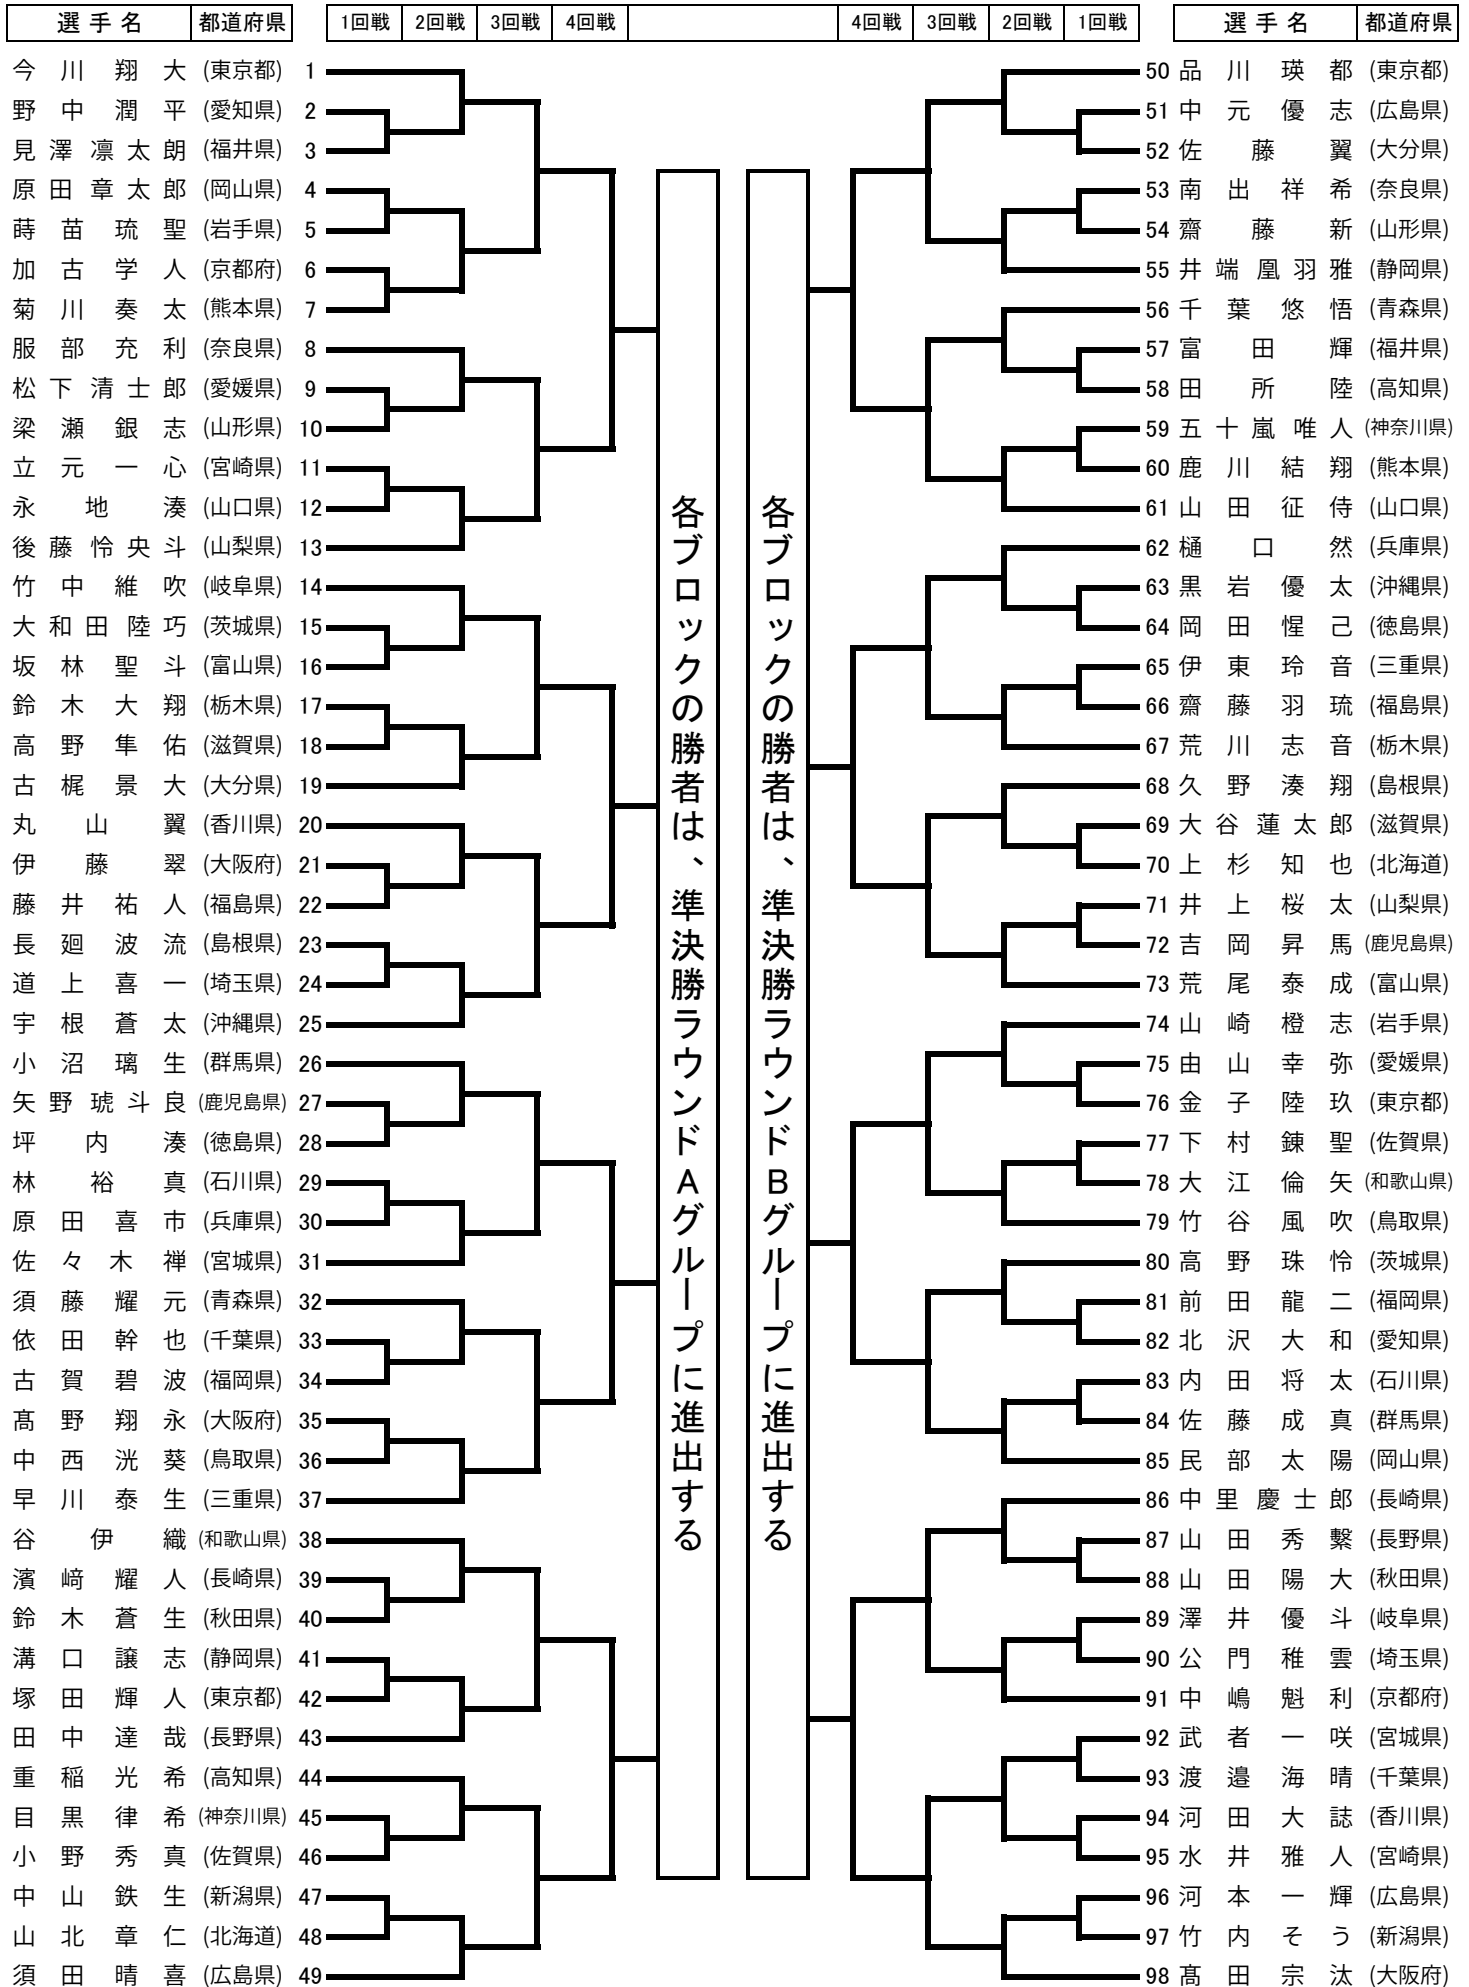 選手名 都道府県 1回戦 2回戦 3回戦 4回戦 4回戦 3回戦 2回戦 1回戦 選手名 都道府県
今川翔大 (東京都) 1
野中潤平 (愛知県) 2
見澤凛太朗 (福井県) 3
原田章太郎 (岡山県) 4
蒔苗琉聖 (岩手県) 5
加古学人 (京都府) 6
菊川奏太 (熊本県) 7
服部充利 (奈良県) 8
松下清士郎 (愛媛県) 9
梁瀬銀志 (山形県) 10
立元一心 (宮崎県) 11
永地湊 (山口県) 12
後藤怜央斗 (山梨県) 13
竹中維吹 (岐阜県) 14
大和田陸巧 (茨城県) 15
坂林聖斗 (富山県) 16
鈴木大翔 (栃木県) 17
高野隼佑 (滋賀県) 18
古梶景大 (大分県) 19
丸山翼 (香川県) 20
伊藤翠 (大阪府) 21
藤井祐人 (福島県) 22
長廻波流 (島根県) 23
道上喜一 (埼玉県) 24
宇根蒼太 (沖縄県) 25
小沼璃生 (群馬県) 26
矢野琥斗良 (鹿児島県) 27
坪内湊 (徳島県) 28
林裕真 (石川県) 29
原田喜市 (兵庫県) 30
佐々木禅 (宮城県) 31
須藤耀元 (青森県) 32
依田幹也 (千葉県) 33
古賀碧波 (福岡県) 34
髙野翔永 (大阪府) 35
中西洸葵 (鳥取県) 36
早川泰生 (三重県) 37
谷伊織 (和歌山県) 38
濱﨑耀人 (長崎県) 39
鈴木蒼生 (秋田県) 40
溝口譲志 (静岡県) 41
塚田輝人 (東京都) 42
田中達哉 (長野県) 43
重稲光希 (高知県) 44
目黒律希 (神奈川県) 45
小野秀真 (佐賀県) 46
中山鉄生 (新潟県) 47
山北章仁 (北海道) 48
須田晴喜 (広島県) 49
各ブロックの勝者は、準決勝ラウンドAグループに進出する
各ブロックの勝者は、準決勝ラウンドBグループに進出する
50 品川瑛都 (東京都)
51 中元優志 (広島県)
52 佐藤翼 (大分県)
53 南出祥希 (奈良県)
54 齋藤新 (山形県)
55 井端凰羽雅 (静岡県)
56 千葉悠悟 (青森県)
57 富田輝 (福井県)
58 田所陸 (高知県)
59 五十嵐唯人 (神奈川県)
60 鹿川結翔 (熊本県)
61 山田征侍 (山口県)
62 樋口然 (兵庫県)
63 黒岩優太 (沖縄県)
64 岡田惺己 (徳島県)
65 伊東玲音 (三重県)
66 齋藤羽琉 (福島県)
67 荒川志音 (栃木県)
68 久野湊翔 (島根県)
69 大谷蓮太郎 (滋賀県)
70 上杉知也 (北海道)
71 井上桜太 (山梨県)
72 吉岡昇馬 (鹿児島県)
73 荒尾泰成 (富山県)
74 山崎橙志 (岩手県)
75 由山幸弥 (愛媛県)
76 金子陸玖 (東京都)
77 下村錬聖 (佐賀県)
78 大江倫矢 (和歌山県)
79 竹谷風吹 (鳥取県)
80 高野珠怜 (茨城県)
81 前田龍二 (福岡県)
82 北沢大和 (愛知県)
83 内田将太 (石川県)
84 佐藤成真 (群馬県)
85 民部太陽 (岡山県)
86 中里慶士郎 (長崎県)
87 山田秀繋 (長野県)
88 山田陽大 (秋田県)
89 澤井優斗 (岐阜県)
90 公門稚雲 (埼玉県)
91 中嶋魁利 (京都府)
92 武者一咲 (宮城県)
93 渡邉海晴 (千葉県)
94 河田大誌 (香川県)
95 水井雅人 (宮崎県)
96 河本一輝 (広島県)
97 竹内そう (新潟県)
98 髙田宗汰 (大阪府)